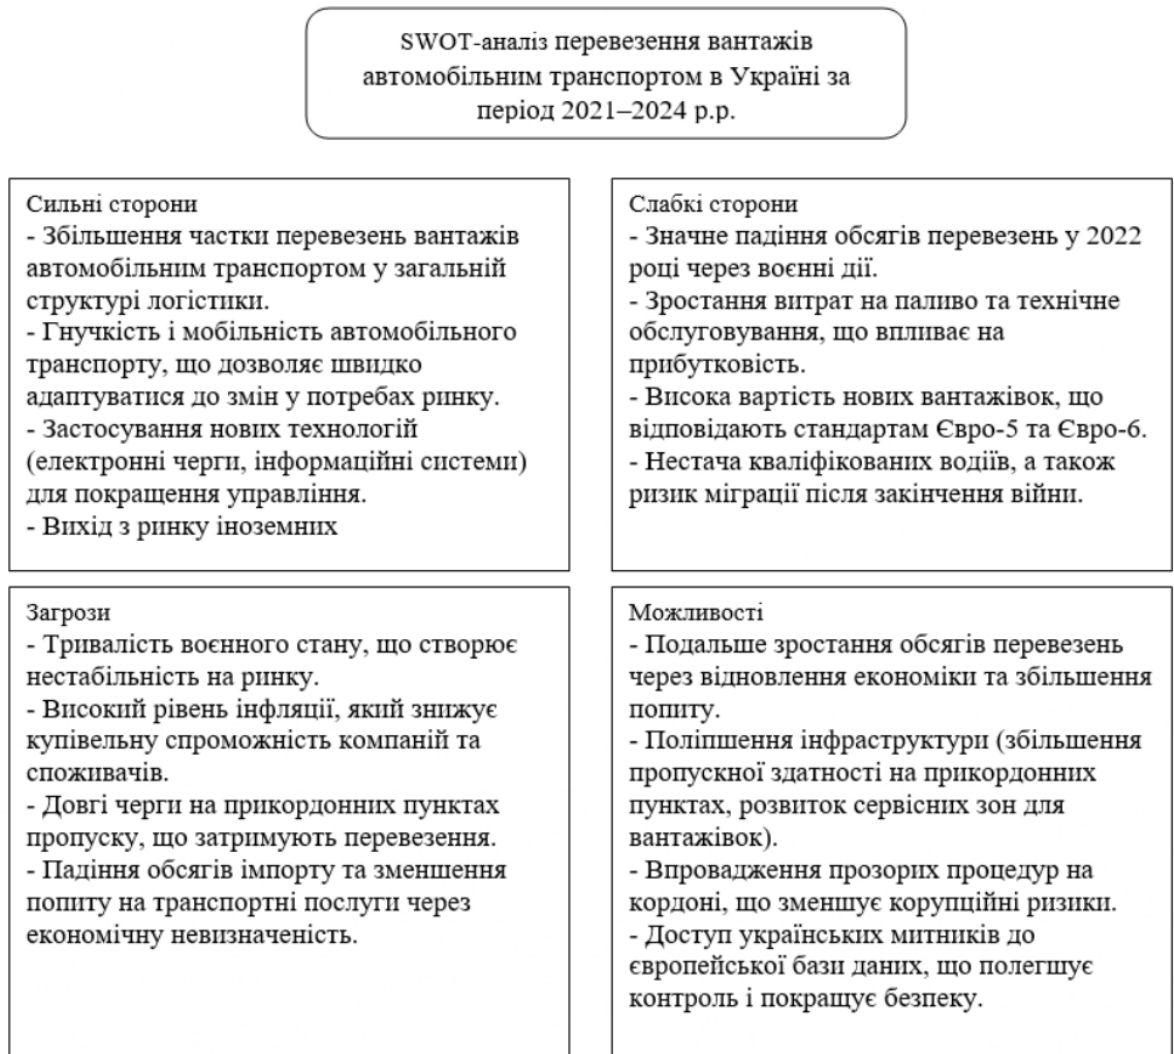 SWOT-аналіз перевезення вантажів
автомобільним транспортом в Україні за
період 2021–2024 р.р.
Сильні сторони
- Збільшення частки перевезень вантажів
автомобільним транспортом у загальній
структурі логістики.
- Гнучкість і мобільність автомобільного
транспорту, що дозволяє швидко
адаптуватися до змін у потребах ринку.
- Застосування нових технологій
(електронні черги, інформаційні системи)
для покращення управління.
- Вихід з ринку іноземних
Слабкі сторони
- Значне падіння обсягів перевезень у 2022
році через воєнні дії.
- Зростання витрат на паливо та технічне
обслуговування, що впливає на
прибутковість.
- Висока вартість нових вантажівок, що
відповідають стандартам Євро-5 та Євро-6.
- Нестача кваліфікованих водіїв, а також
ризик міграції після закінчення війни.
Загрози
- Тривалість воєнного стану, що створює
нестабільність на ринку.
- Високий рівень інфляції, який знижує
купівельну спроможність компаній та
споживачів.
- Довгі черги на прикордонних пунктах
пропуску, що затримують перевезення.
- Падіння обсягів імпорту та зменшення
попиту на транспортні послуги через
економічну невизначеність.
Можливості
- Подальше зростання обсягів перевезень
через відновлення економіки та збільшення
попиту.
- Поліпшення інфраструктури (збільшення
пропускної здатності на прикордонних
пунктах, розвиток сервісних зон для
вантажівок).
- Впровадження прозорих процедур на
кордоні, що зменшує корупційні ризики.
- Доступ українських митників до
європейської бази даних, що полегшує
контроль і покращує безпеку.